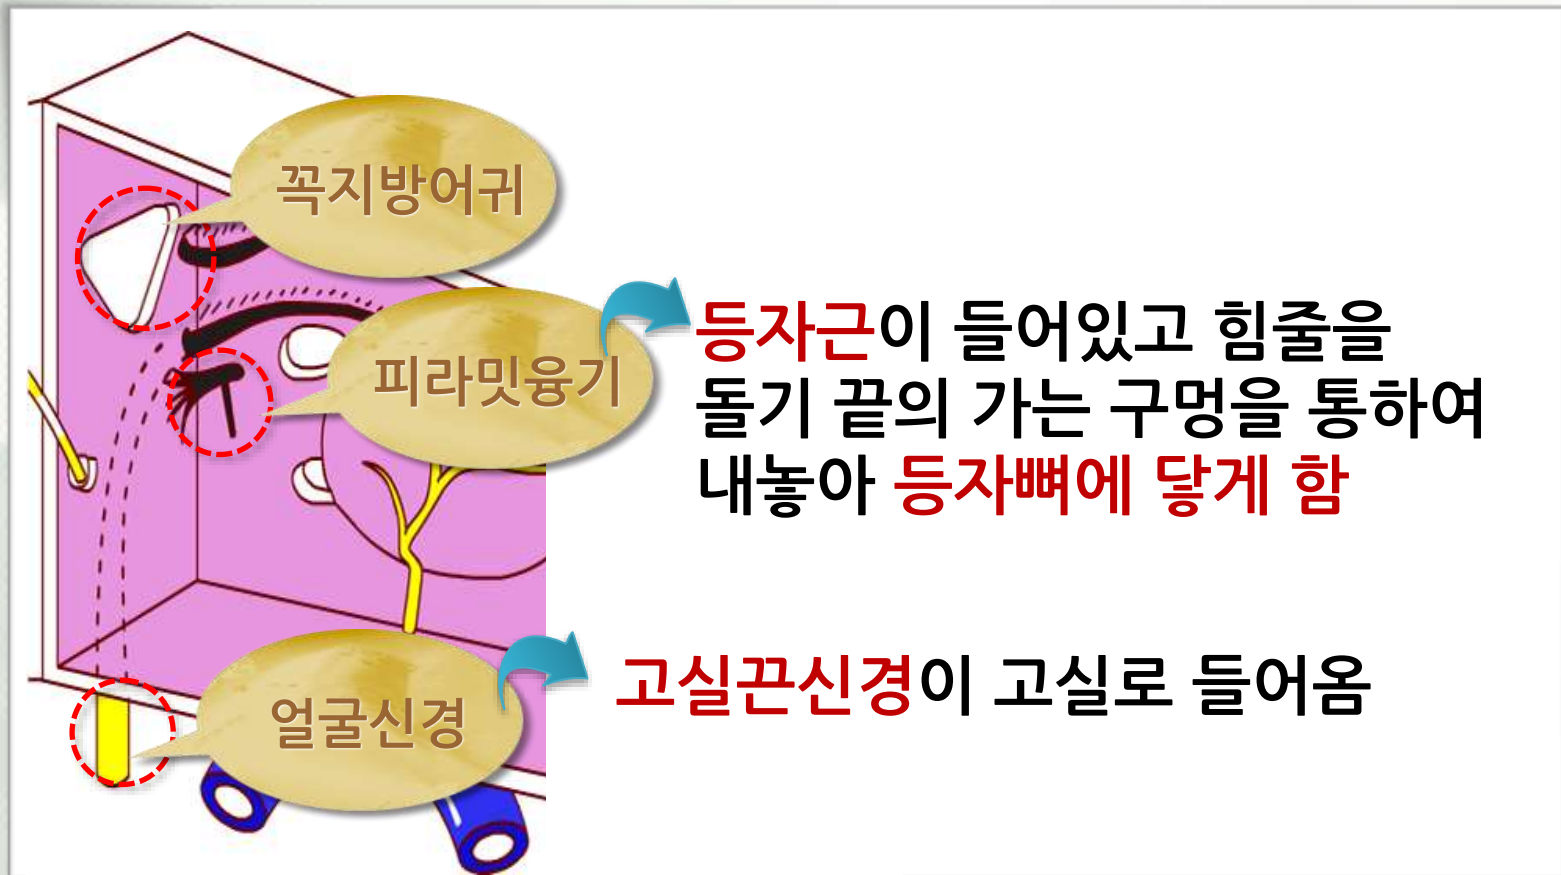 꼭지방어귀
피라밋융기
등자근이 들어있고 힘줄을
돌기 끝의 가는 구멍을 통하여
내놓아 등자뼈에 닿게 함
얼굴신경
고실끈신경이 고실로 들어옴